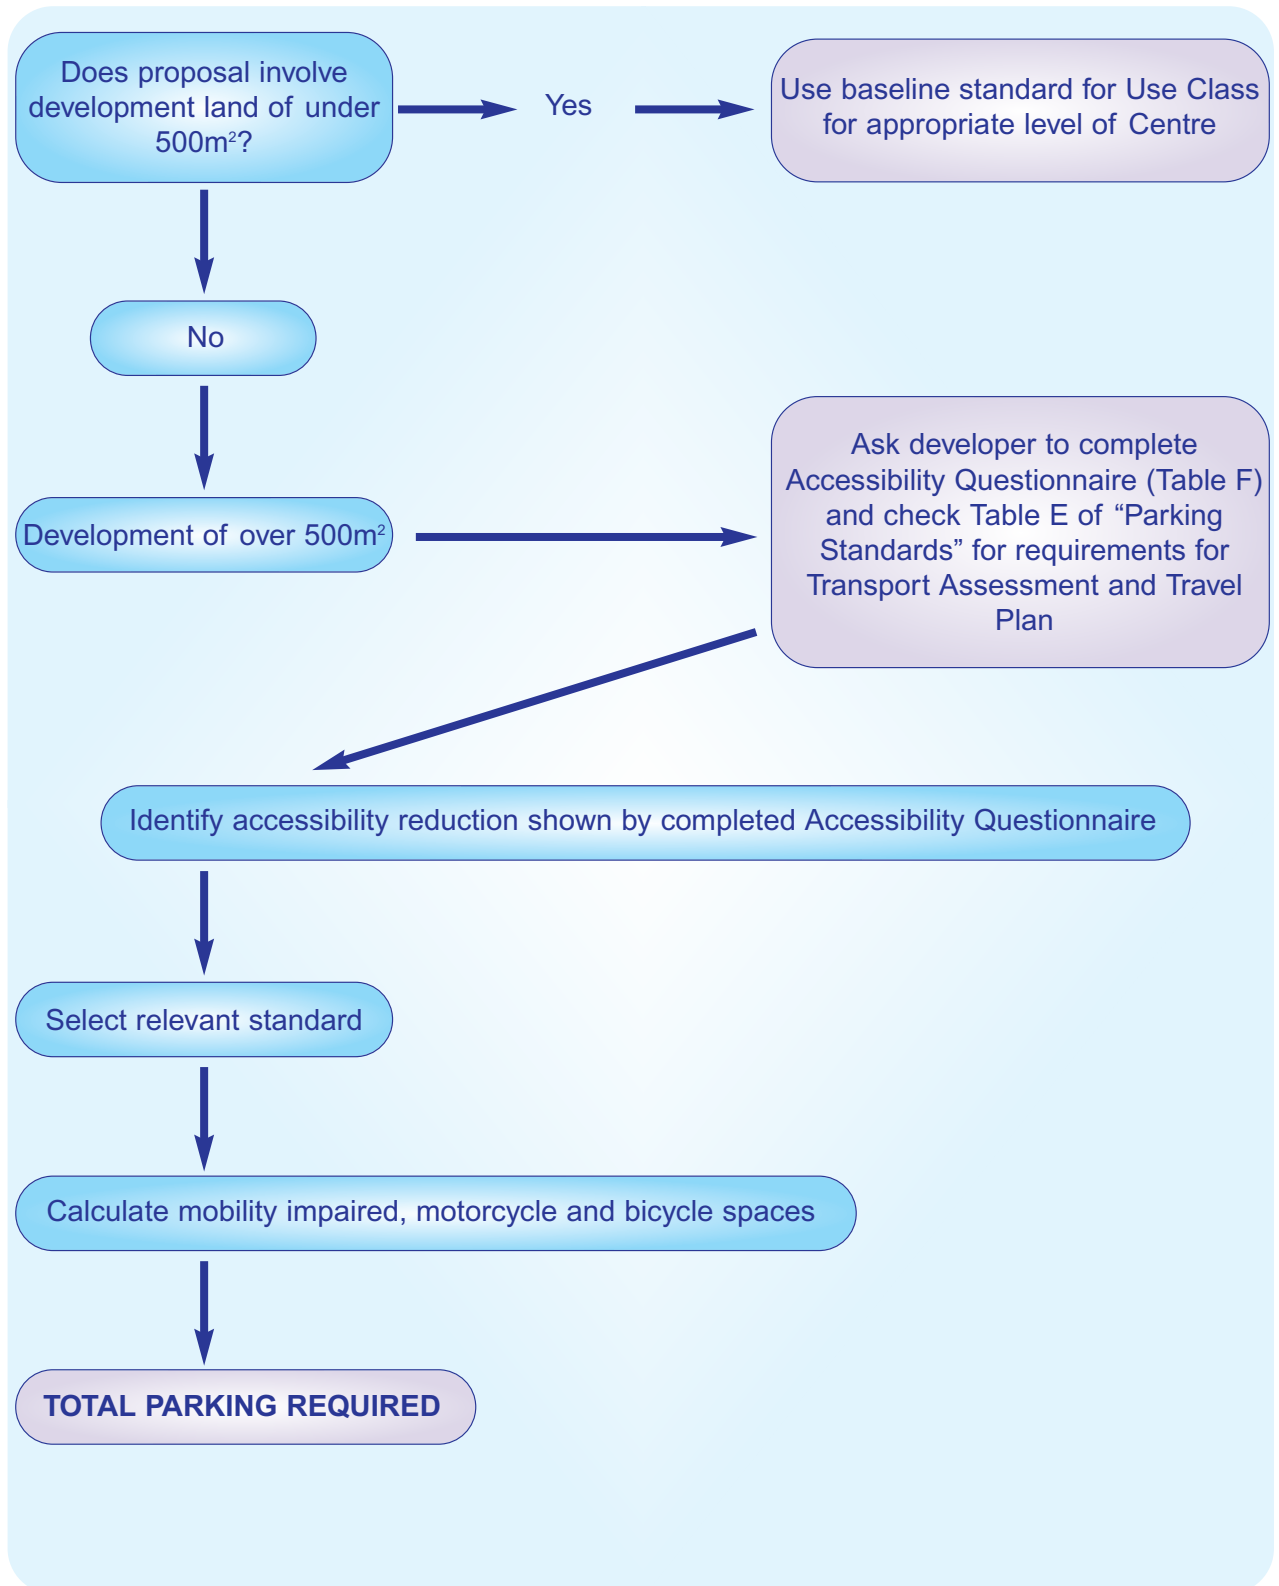 Does proposal involve
development land of under
500m²?
Yes
Use baseline standard for Use Class
for appropriate level of Centre
No
Development of over 500m²
Ask developer to complete
Accessibility Questionnaire (Table F)
and check Table E of “Parking
Standards” for requirements for
Transport Assessment and Travel
Plan
Identify accessibility reduction shown by completed Accessibility Questionnaire
Select relevant standard
Calculate mobility impaired, motorcycle and bicycle spaces
TOTAL PARKING REQUIRED